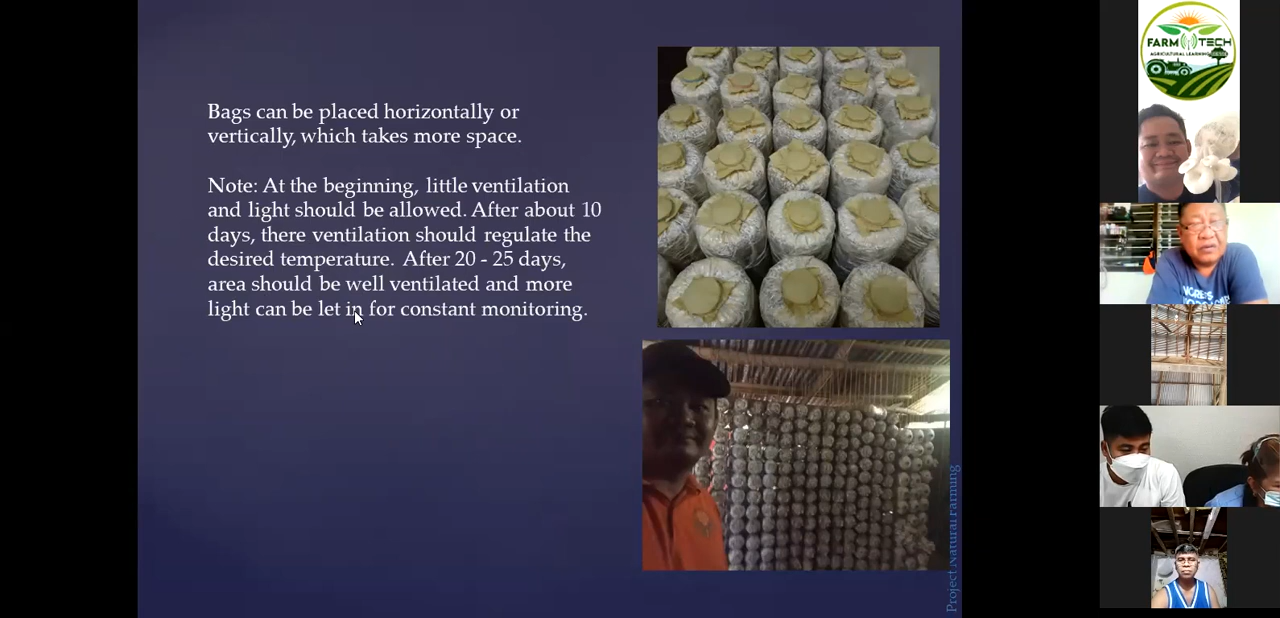 Bags can be placed horizontally or
vertically, which takes more space.
Note: At the beginning, little ventilation
and light should be allowed. After about 10
days, there ventilation should regulate the
desired temperature. After 20 - 25 days,
area should be well ventilated and more
light can be let in for constant monitoring.
Project Natural Farming
FARM TECH
AGRICULTURAL LEARNING